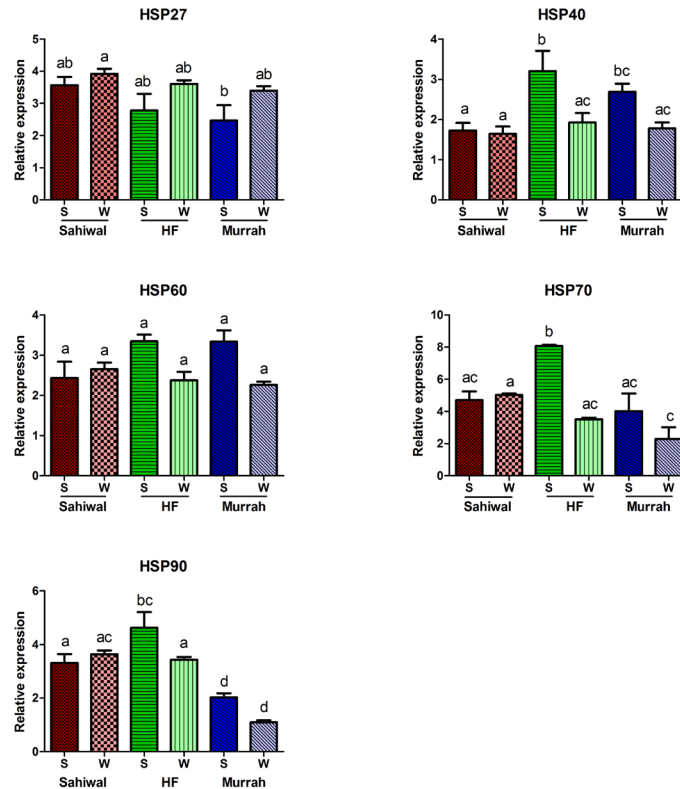 HSP27
Relative expression
5
4
3
2
1
0
ab
a
ab
ab
b
ab
S W S W S W
Sahiwal HF Murrah
HSP40
Relative expression
4
3
2
1
0
a
a
b
ac
bc
ac
S W S W S W
Sahiwal HF Murrah
HSP60
Relative expression
4
3
2
1
0
a
a
a
a
a
a
S W S W S W
Sahiwal HF Murrah
HSP70
Relative expression
10
8
6
4
2
0
ac
a
b
ac
ac
c
S W S W S W
Sahiwal HF Murrah
HSP90
Relative expression
6
4
2
0
a
ac
bc
a
d
d
S W S W S W
Sahiwal HF Murrah